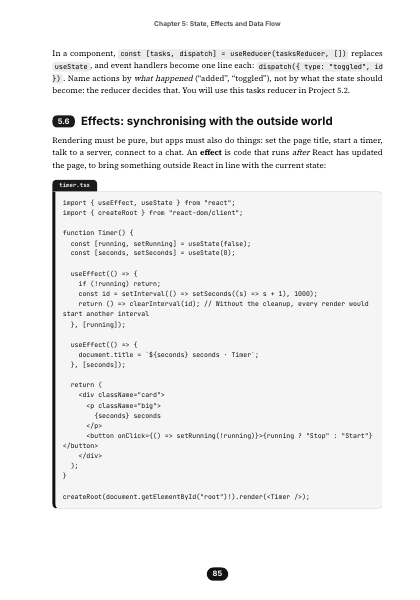 Chapter 5: State, Effects and Data Flow
In a component, const [tasks, dispatch] = useReducer(tasksReducer, []) replaces
useState, and event handlers become one line each: dispatch({ type: "toggled", id
}). Name actions by what happened (“added”, “toggled”), not by what the state should
become: the reducer decides that. You will use this tasks reducer in Project 5.2.
5.6 Effects: synchronising with the outside world
Rendering must be pure, but apps must also do things: set the page title, start a timer,
talk to a server, connect to a chat. An effect is code that runs after React has updated
the page, to bring something outside React in line with the current state:
timer.tsx
import { useEffect, useState } from "react";
import { createRoot } from "react-dom/client";
function Timer() {
  const [running, setRunning] = useState(false);
  const [seconds, setSeconds] = useState(0);
  useEffect(() => {
    if (!running) return;
    const id = setInterval(() => setSeconds((s) => s + 1), 1000);
    return () => clearInterval(id); // Without the cleanup, every render would
start another interval
  }, [running]);
  useEffect(() => {
    document.title = `${seconds} seconds · Timer`;
  }, [seconds]);
  return (
    <div className="card">
      <p className="big">
        {seconds} seconds
      </p>
      <button onClick={() => setRunning(!running)}>{running ? "Stop" : "Start"}
</button>
    </div>
  );
}
createRoot(document.getElementById("root")!).render(<Timer />);
85